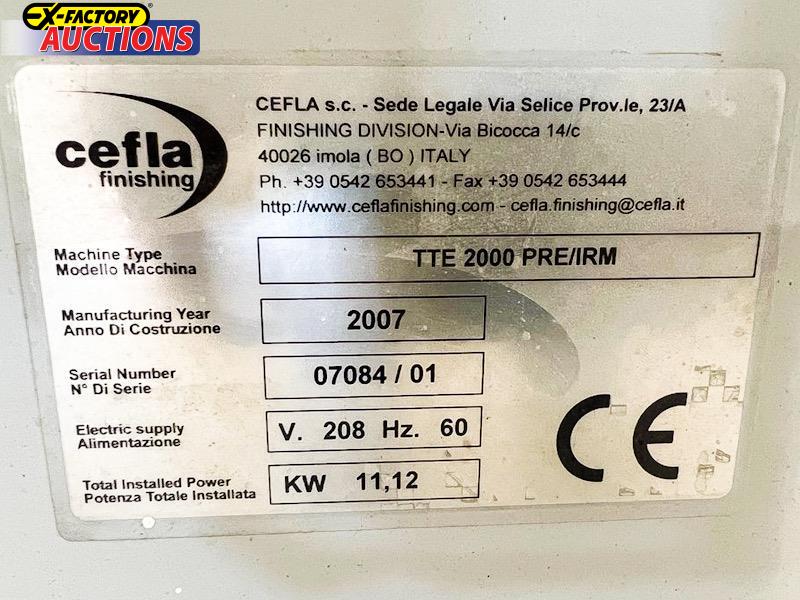 X-FACTORY
AUCTIONS
cefla
finishing
CEFLA s.c. - Sede Legale Via Selice Prov.le, 23/A
FINISHING DIVISION-Via Bicocca 14/c
40026 imola ( BO ) ITALY
Ph. +39 0542 653441 - Fax +39 0542 653444
http://www.ceflafinishing.com - cefla.finishing@cefla.it
Machine Type
Modello Macchina
TTE 2000 PRE/IRM
Manufacturing Year
Anno Di Costruzione
2007
Serial Number
N° Di Serie
07084 / 01
Electric supply
Alimentazione
V. 208 Hz. 60
Total Installed Power
Potenza Totale Installata
KW 11,12
CE